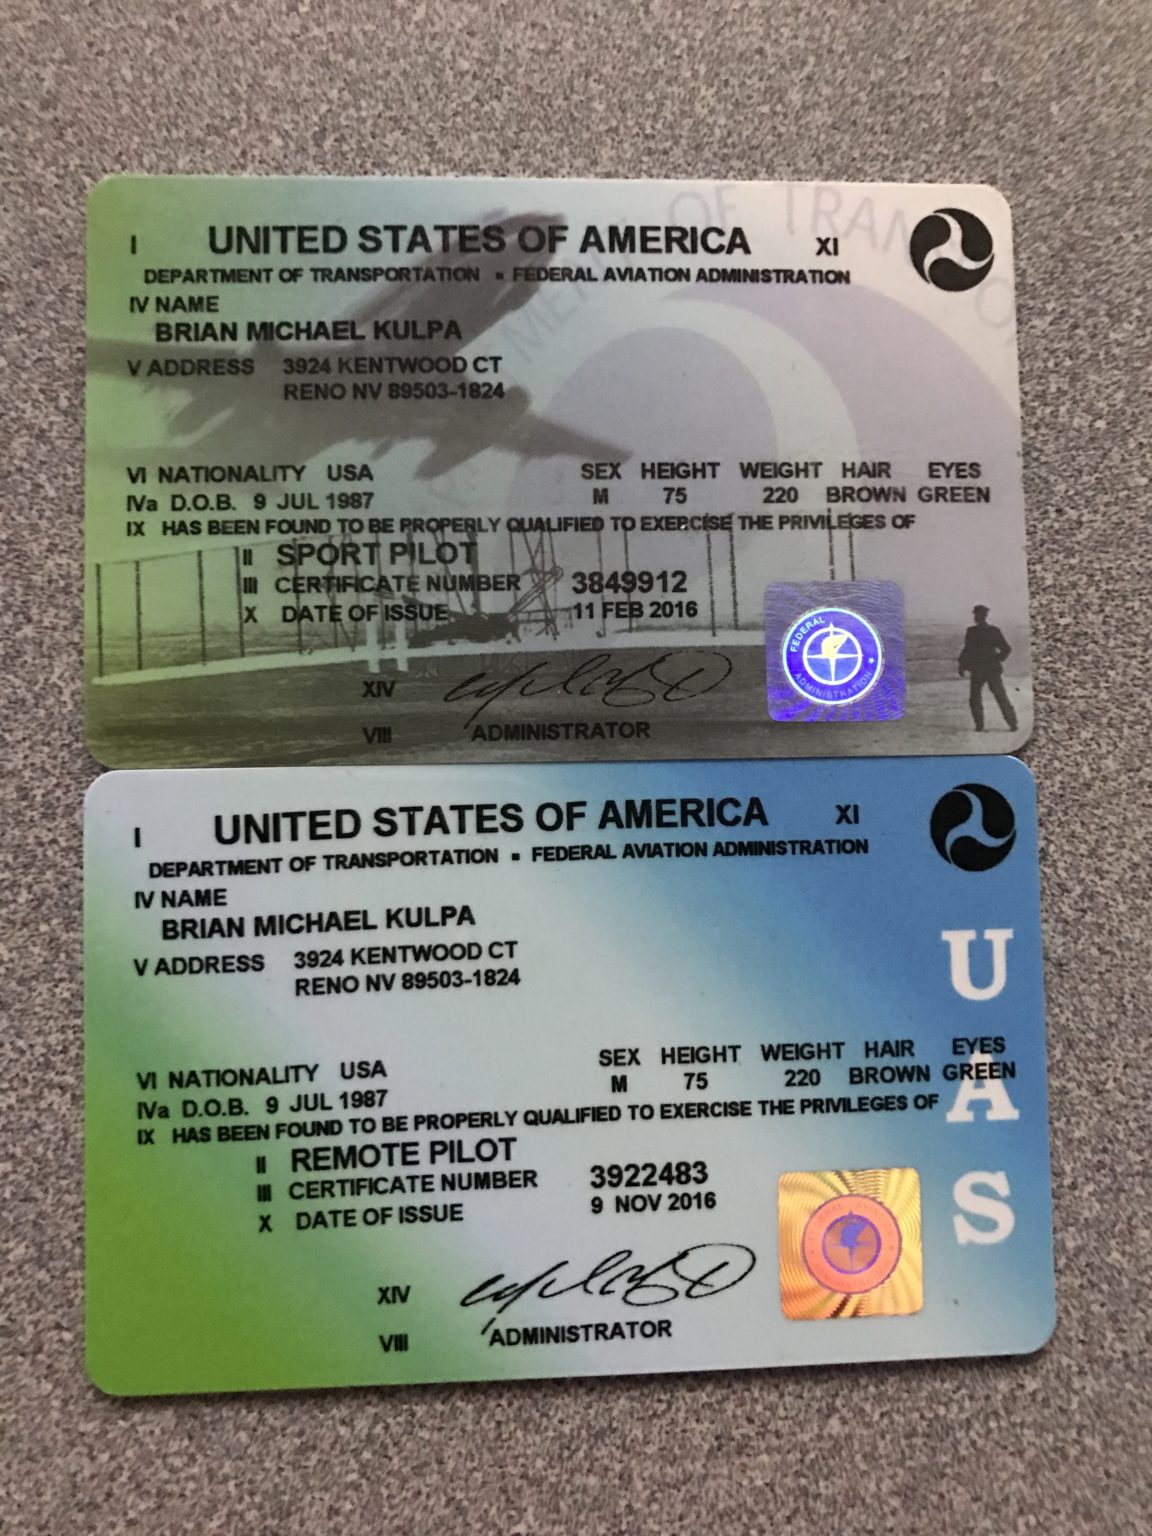 I UNITED STATES OF AMERICA XI
DEPARTMENT OF TRANSPORTATION ▪ FEDERAL AVIATION ADMINISTRATION
IV NAME
BRIAN MICHAEL KULPA
V ADDRESS 3924 KENTWOOD CT
RENO NV 89503-1824
VI NATIONALITY USA SEX HEIGHT WEIGHT HAIR EYES
IVa D.O.B. 9 JUL 1987 M 75 220 BROWN GREEN
IX HAS BEEN FOUND TO BE PROPERLY QUALIFIED TO EXERCISE THE PRIVILEGES OF
II SPORT PILOT
III CERTIFICATE NUMBER 3849912
X DATE OF ISSUE 11 FEB 2016
FEDERAL
ADMINISTRATION
XIV
VIII ADMINISTRATOR
I UNITED STATES OF AMERICA XI
DEPARTMENT OF TRANSPORTATION ▪ FEDERAL AVIATION ADMINISTRATION
IV NAME
BRIAN MICHAEL KULPA
V ADDRESS 3924 KENTWOOD CT
RENO NV 89503-1824
UAS
VI NATIONALITY USA SEX HEIGHT WEIGHT HAIR EYES
IVa D.O.B. 9 JUL 1987 M 75 220 BROWN GREEN
IX HAS BEEN FOUND TO BE PROPERLY QUALIFIED TO EXERCISE THE PRIVILEGES OF
II REMOTE PILOT
III CERTIFICATE NUMBER 3922483
X DATE OF ISSUE 9 NOV 2016
XIV
VIII ADMINISTRATOR